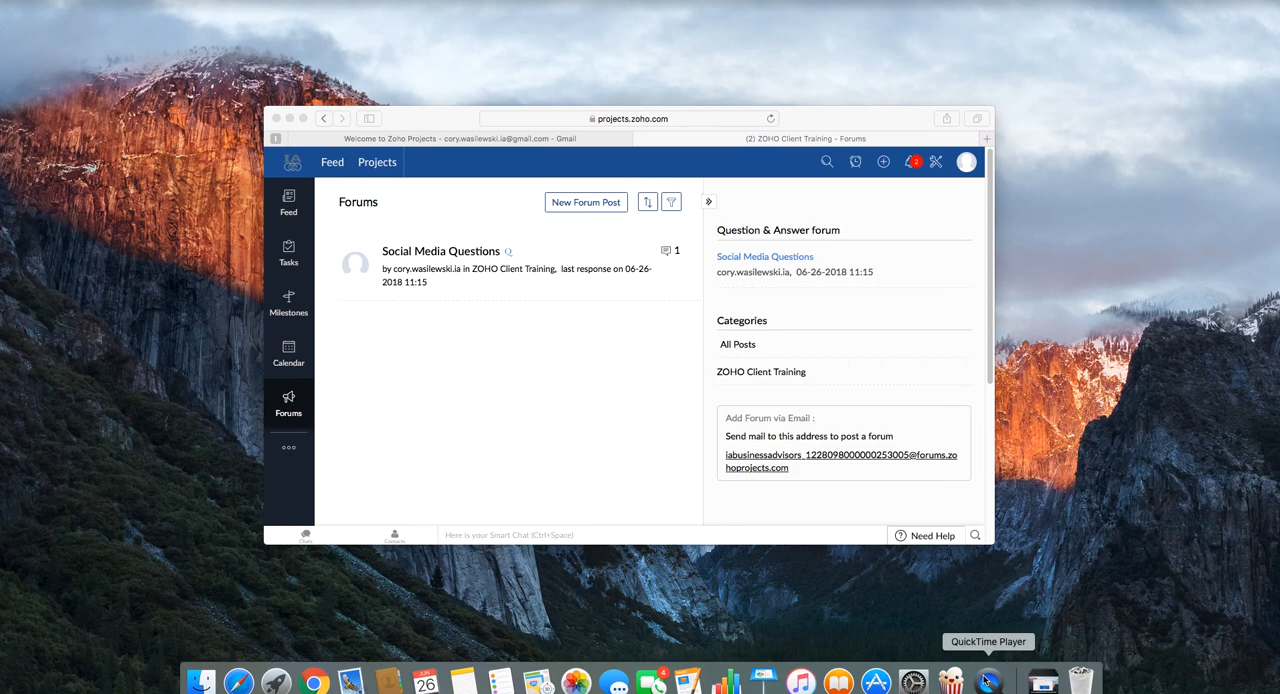 projects.zoho.com
Welcome to Zoho Projects - cory.wasilewski.ia@gmail.com - Gmail
(2) ZOHO Client Training - Forums
IA
Feed
Projects
2
Feed
Tasks
Milestones
Calendar
Forums
Forums
New Forum Post
Social Media Questions Q
1
by cory.wasilewski.ia in ZOHO Client Training, last response on 06-26-
2018 11:15
Question & Answer forum
Social Media Questions
cory.wasilewski.ia, 06-26-2018 11:15
Categories
All Posts
ZOHO Client Training
Add Forum via Email :
Send mail to this address to post a forum
iabusinessadvisors_1228098000000253005@forums.zo
hoprojects.com
Chats
Contacts
Here is your Smart Chat (Ctrl+Space)
Need Help
QuickTime Player
JUN
26
4